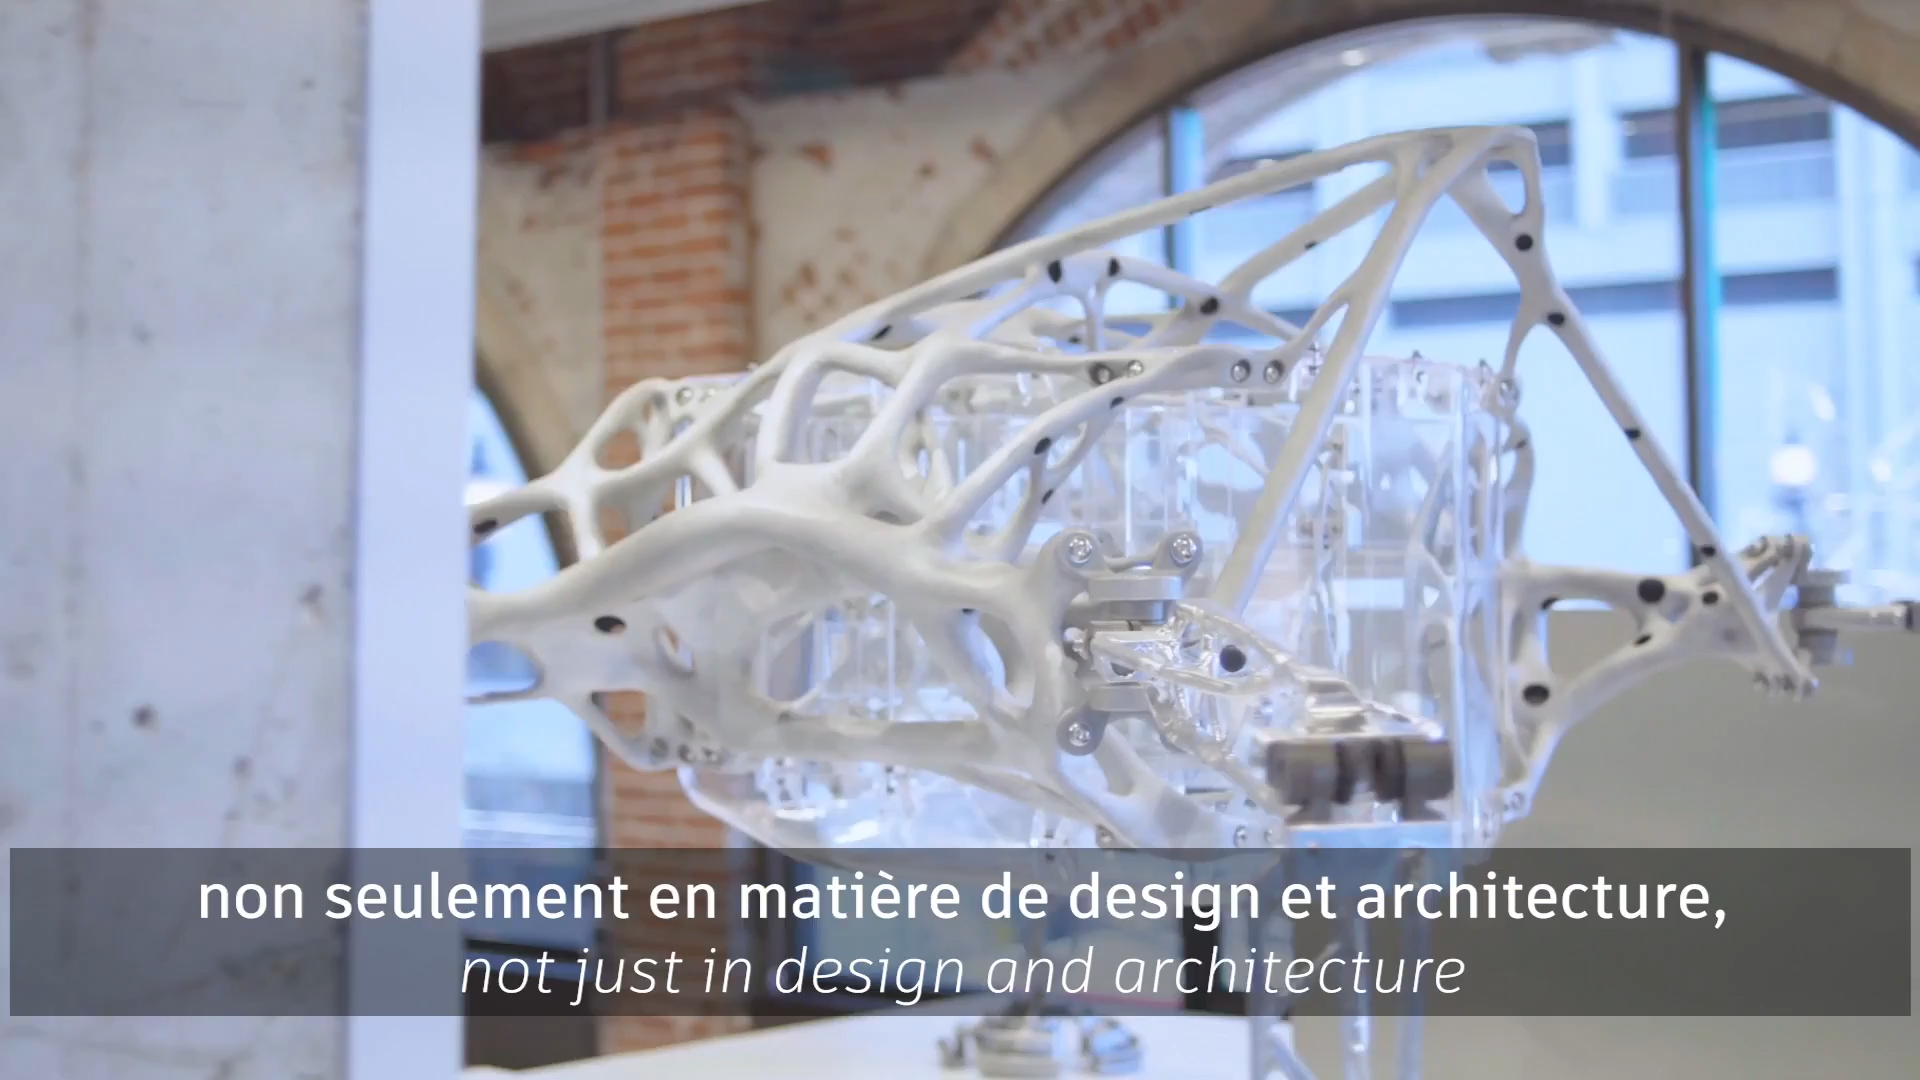 non seulement en matière de design et architecture,
not just in design and architecture